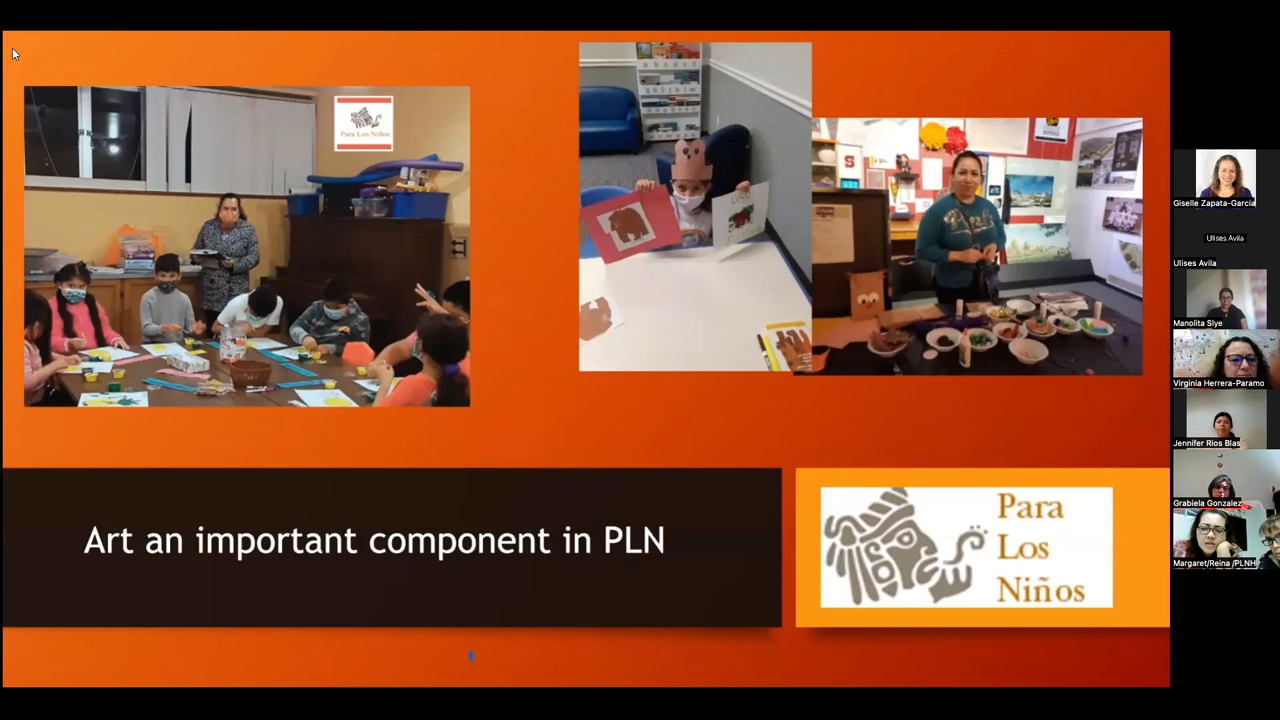 Para Los Niños
Art an important component in PLN
Para
Los
Niños
Giselle Zapata-Garcia
Ulises Avila
Ulises Avila
Manolita Slye
Virginia Herrera-Paramo
Jennifer Rios Blas
Grabiela Gonzalez
Margaret/Reina /PLNH